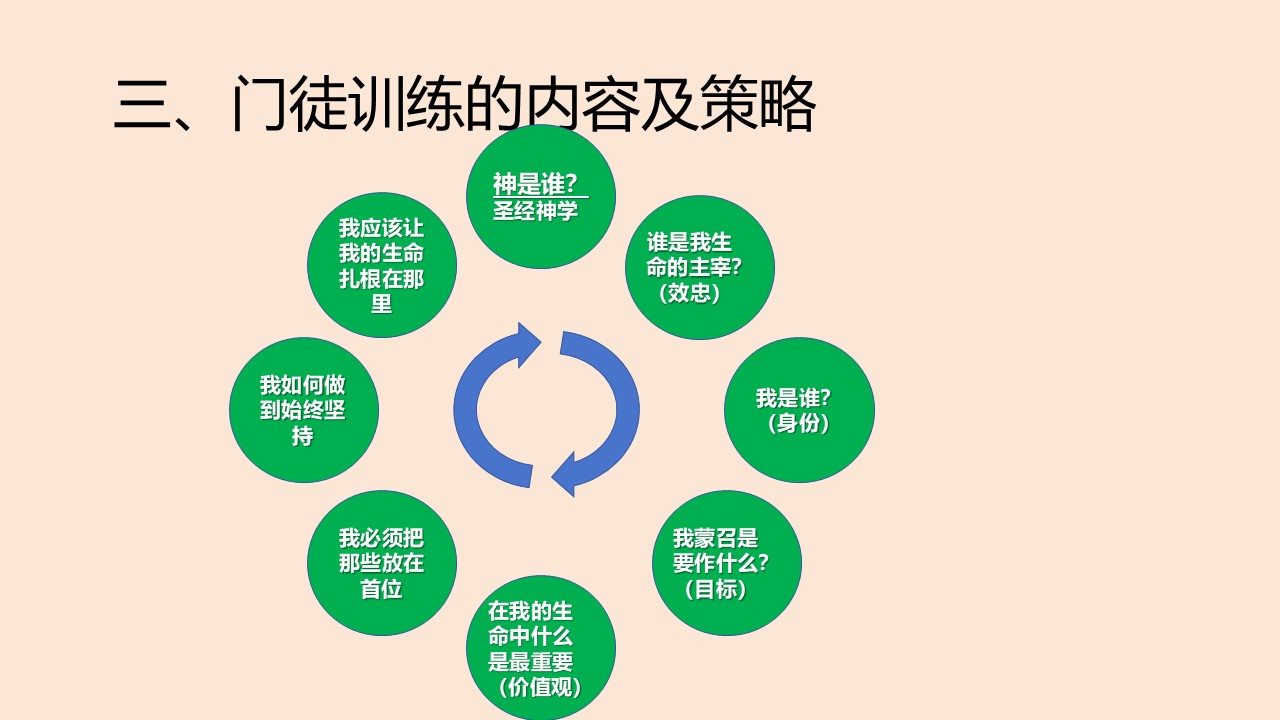 三、门徒训练的内容及策略
神是谁？
圣经神学
谁是我生
命的主宰？
（效忠）
我是谁？
（身份）
我蒙召是
要作什么？
（目标）
在我的生
命中什么
是最重要
（价值观）
我必须把
那些放在
首位
我如何做
到始终坚
持
我应该让
我的生命
扎根在那
里